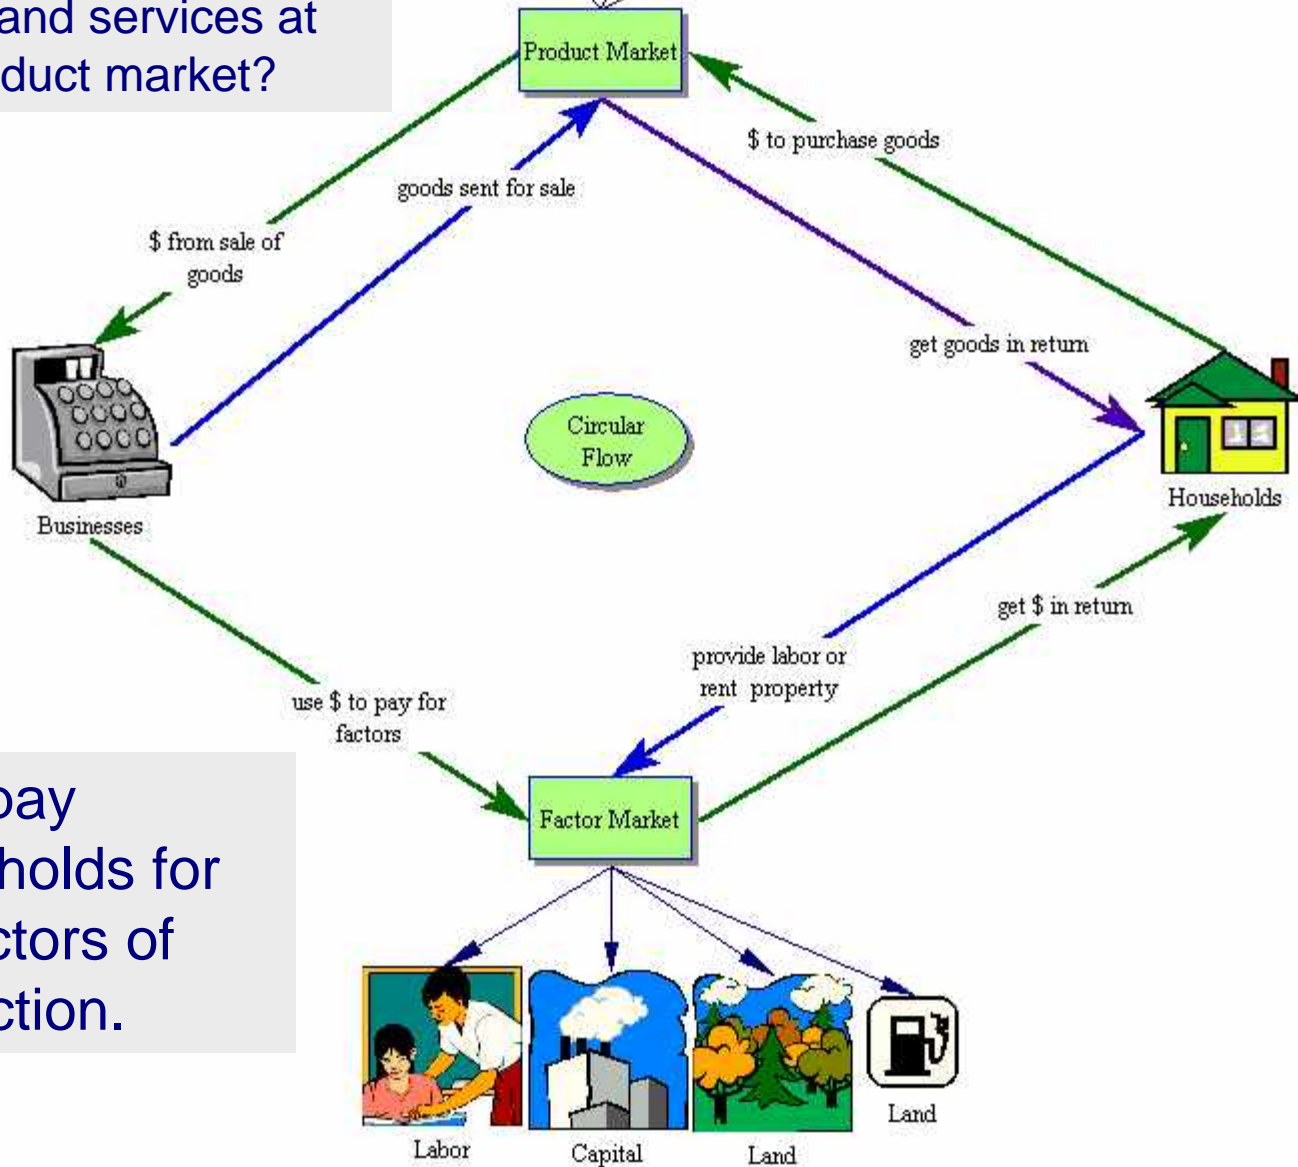 and services at
duct market?
Product Market
$ to purchase goods
goods sent for sale
$ from sale of
goods
get goods in return
Circular
Flow
Households
Businesses
get $ in return
provide labor or
rent property
use $ to pay for
factors
pay
holds for
ctors of
ction.
Factor Market
Labor
Capital
Land
Land